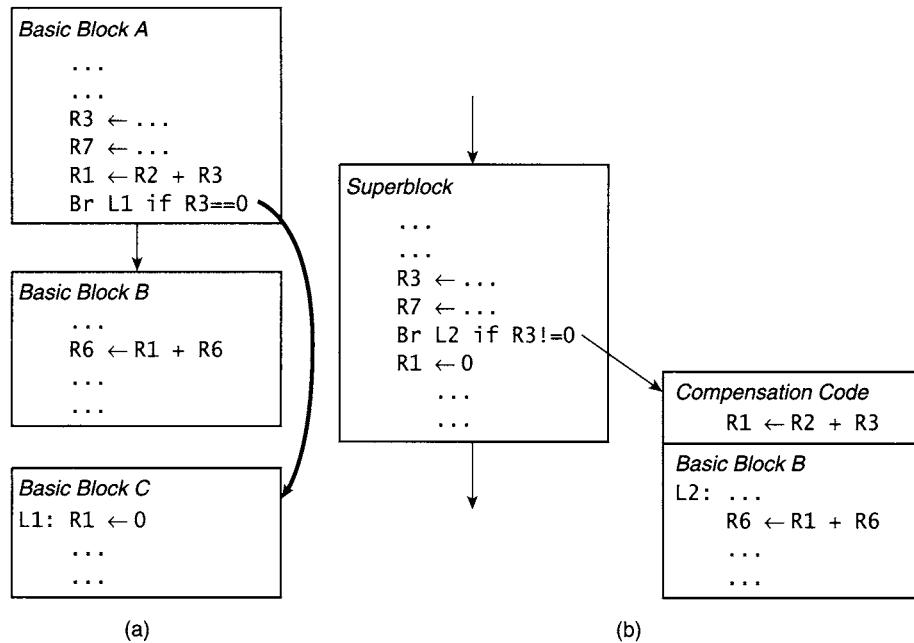 Basic Block A
...
...
R3 ← ...
R7 ← ...
R1 ← R2 + R3
Br L1 if R3==0
Basic Block B
...
R6 ← R1 + R6
...
...
Basic Block C
L1: R1 ← 0
...
...
(a)
Superblock
...
...
R3 ← ...
R7 ← ...
Br L2 if R3!=0
R1 ← 0
...
...
Compensation Code
R1 ← R2 + R3
Basic Block B
L2: ...
R6 ← R1 + R6
...
...
(b)